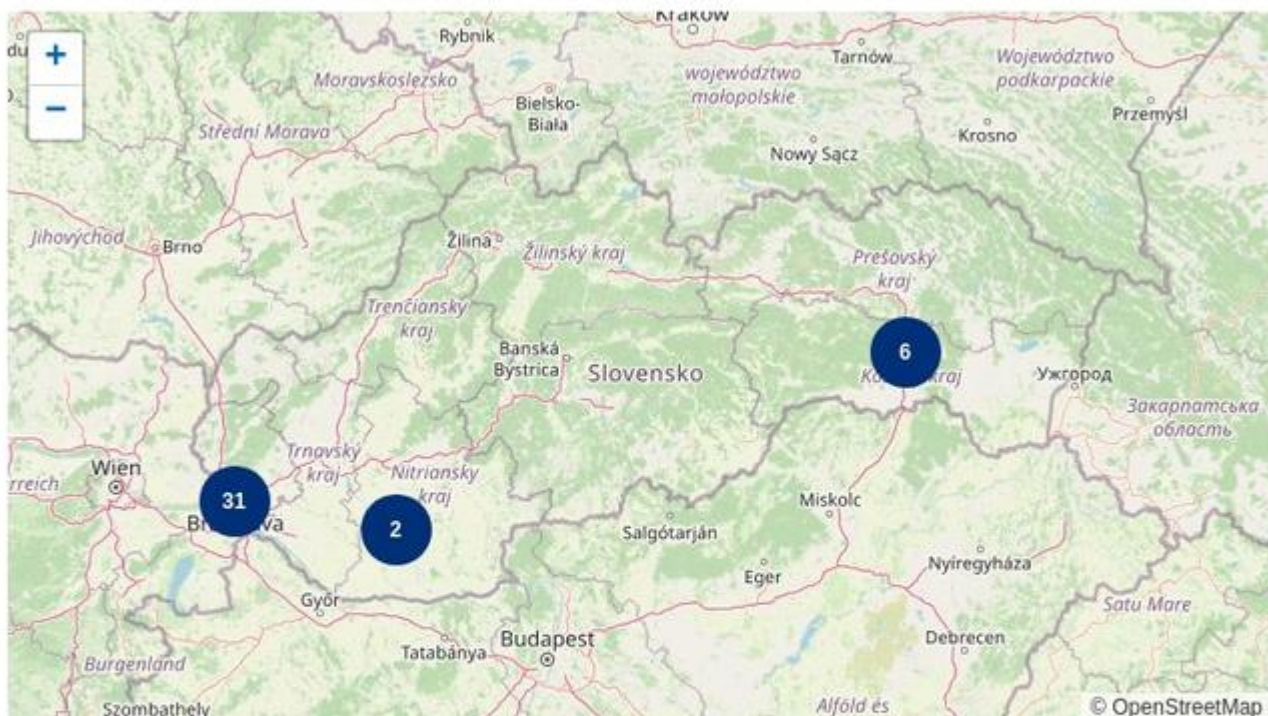 Rybnik
Tarnów
Województwo
podkarpackie
Moravskoslezsko
województwo
małopolskie
Bielsko-
Biała
Przemyśl
Střední Morava
Krosno
Nowy Sącz
Jihovýchod
Brno
Žilina
Žilinský kraj
Prešovský
kraj
Trenčiansky
kraj
Banská
Bystrica
Slovensko
6
Ужгород
Закарпатська
область
Wien
Trnavský
kraj
Nitriansky
kraj
31
2
Miskolc
Salgótarján
Eger
Nyíregyháza
Győr
Satu Mare
Tatabánya
Budapest
Debrecen
Burgenland
Szombathely
Alföld és
© OpenStreetMap
+
−